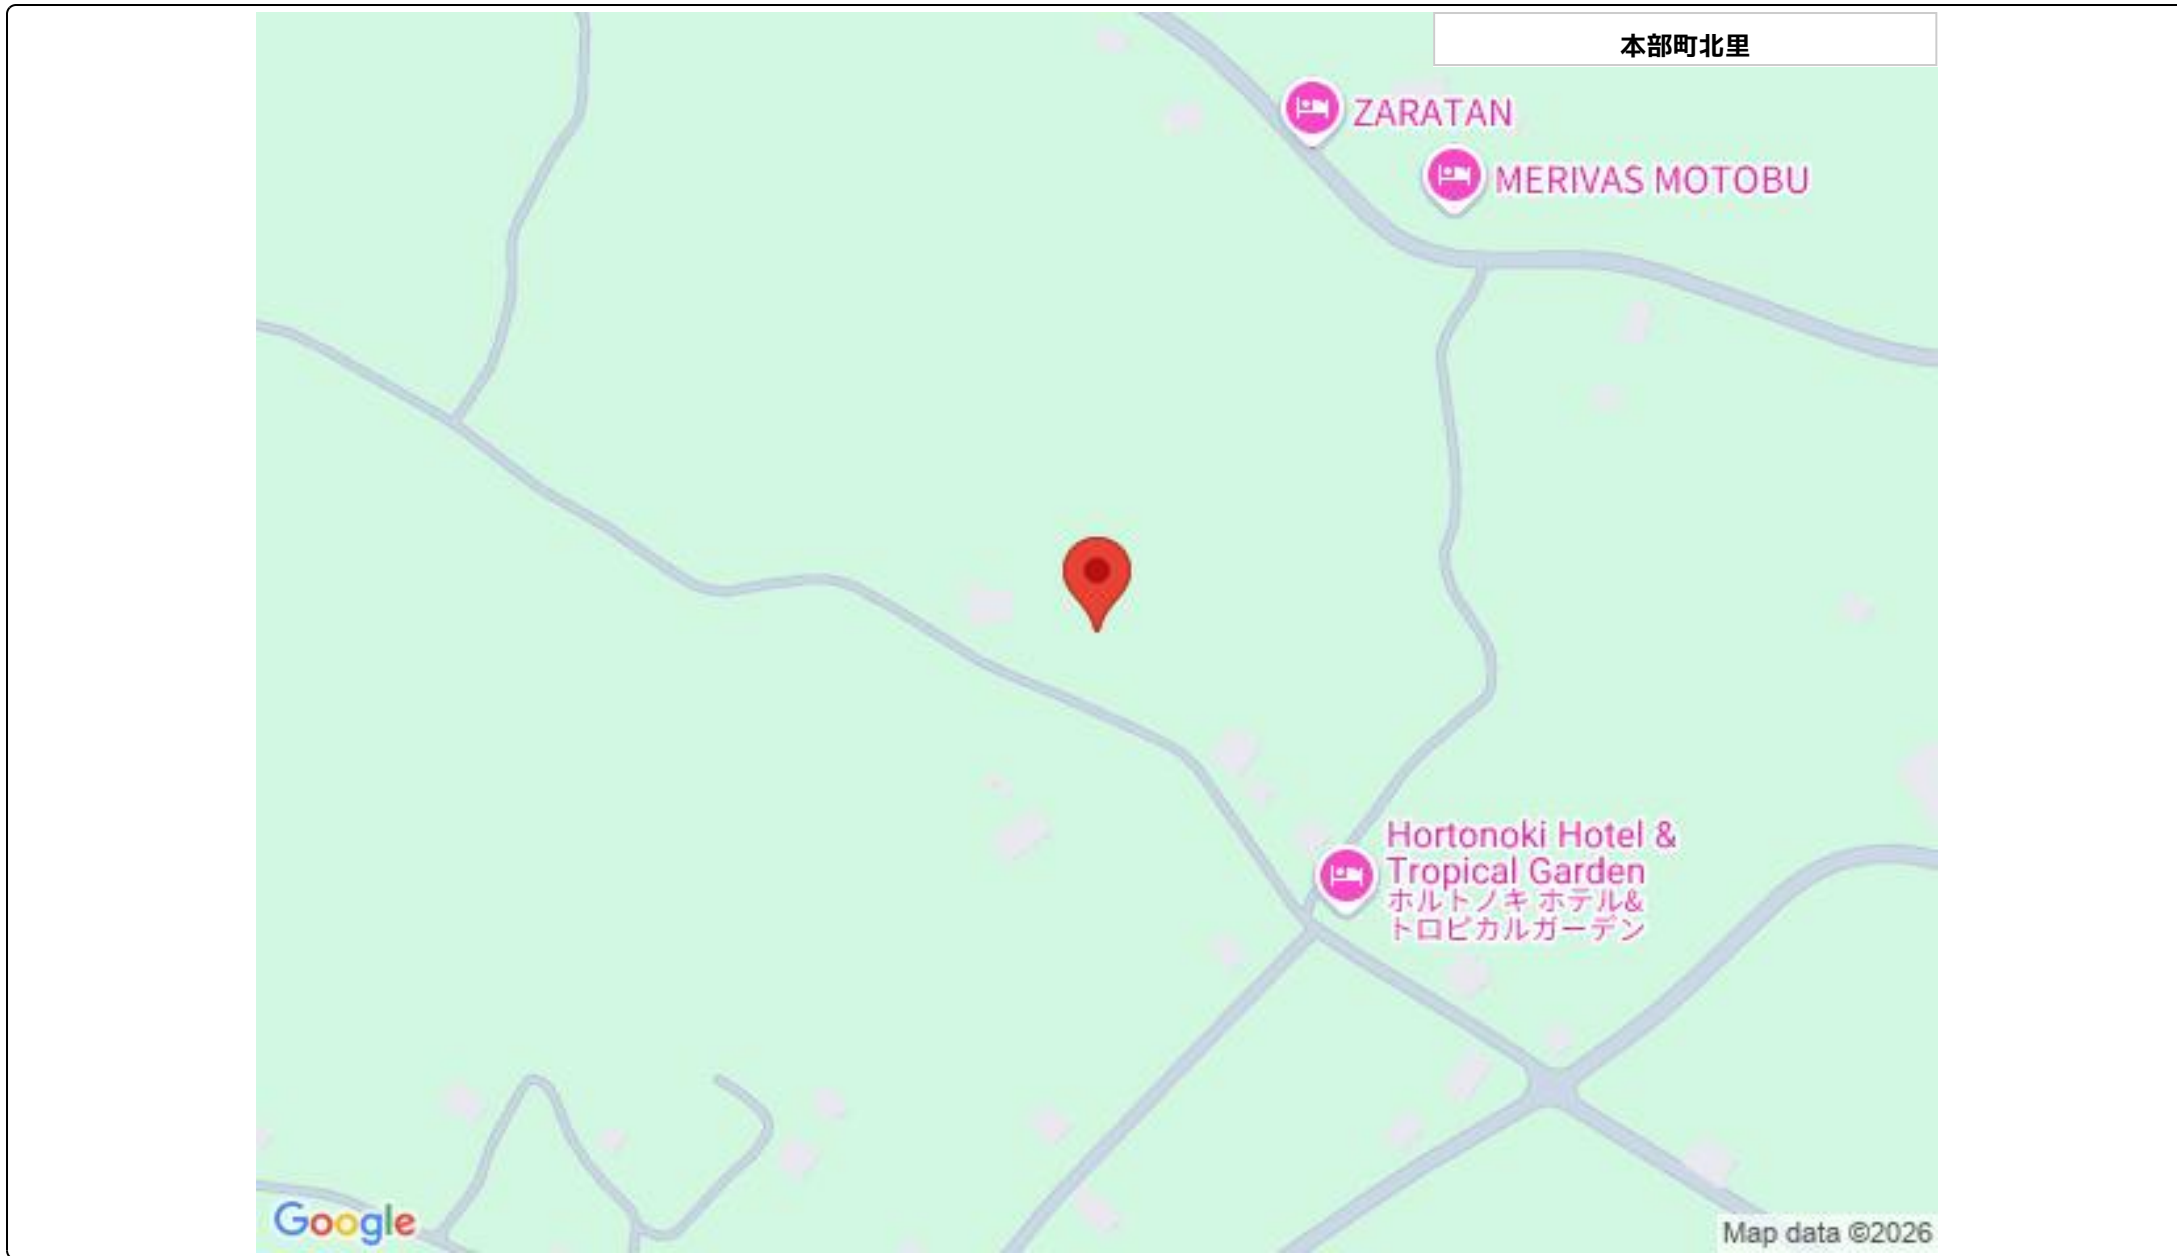 本部町北里
ZARATAN
MERIVAS MOTOBU
Hortonoki Hotel &
Tropical Garden
ホルトノキ ホテル&
トロピカルガーデン
Google
Map data ©2026